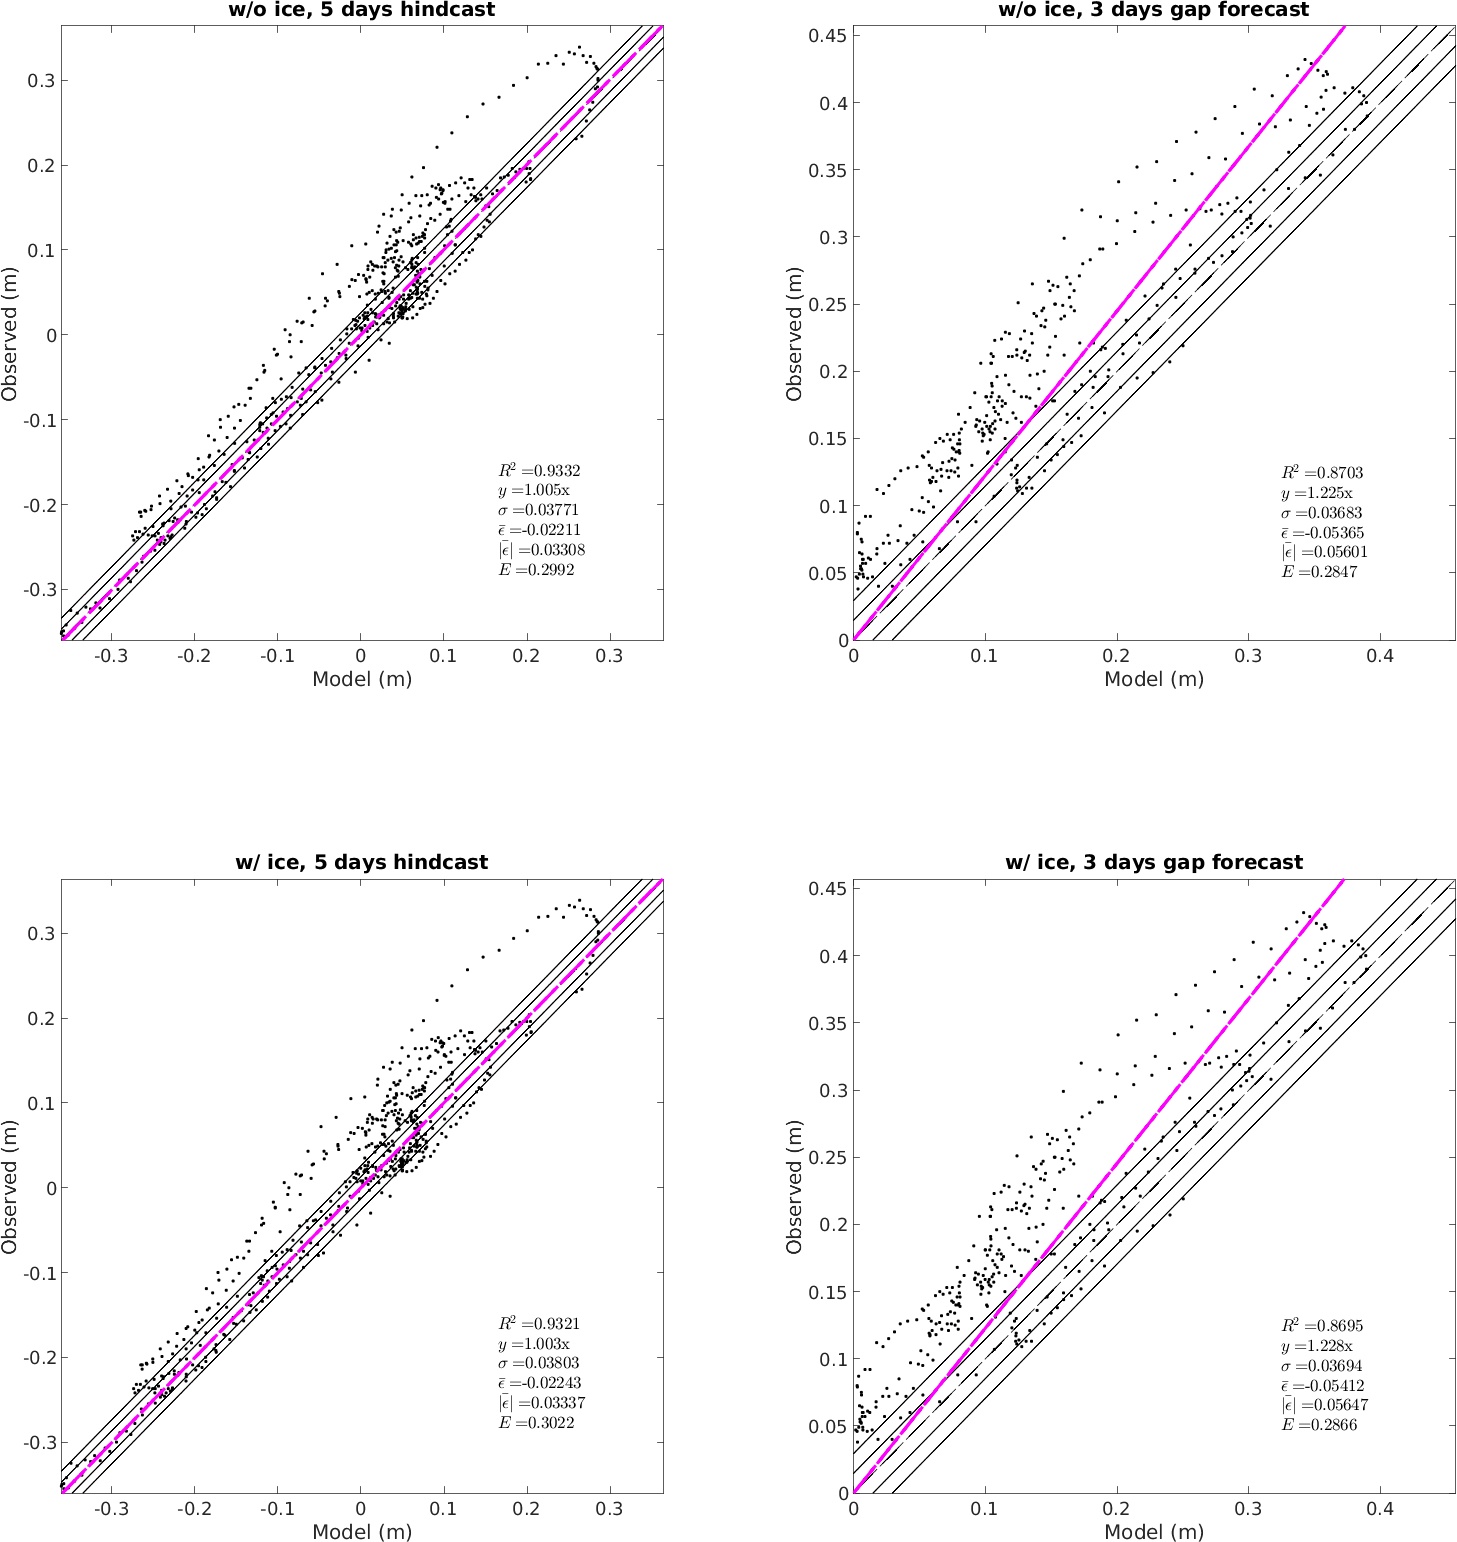 w/o ice, 5 days hindcast
0.3
0.2
0.1
0
-0.1
-0.2
-0.3
Observed (m)
R² =0.9332
y =1.005x
σ =0.03771
ε̄ =-0.02211
|ε̄| =0.03308
E =0.2992
-0.3 -0.2 -0.1 0 0.1 0.2 0.3
Model (m)
w/o ice, 3 days gap forecast
0.45
0.4
0.35
0.3
0.25
0.2
0.15
0.1
0.05
0
Observed (m)
R² =0.8703
y =1.225x
σ =0.03683
ε̄ =-0.05365
|ε̄| =0.05601
E =0.2847
0 0.1 0.2 0.3 0.4
Model (m)
w/ ice, 5 days hindcast
0.3
0.2
0.1
0
-0.1
-0.2
-0.3
Observed (m)
R² =0.9321
y =1.003x
σ =0.03803
ε̄ =-0.02243
|ε̄| =0.03337
E =0.3022
-0.3 -0.2 -0.1 0 0.1 0.2 0.3
Model (m)
w/ ice, 3 days gap forecast
0.45
0.4
0.35
0.3
0.25
0.2
0.15
0.1
0.05
0
Observed (m)
R² =0.8695
y =1.228x
σ =0.03694
ε̄ =-0.05412
|ε̄| =0.05647
E =0.2866
0 0.1 0.2 0.3 0.4
Model (m)